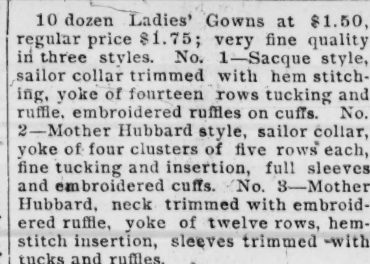 10 dozen Ladies' Gowns at $1.50,
regular price $1.75; very fine quality
in three styles. No. 1—Sacque style,
sailor collar trimmed with hem stitch-
ing, yoke of fourteen rows tucking and
ruffle, embroidered ruffles on cuffs. No.
2—Mother Hubbard style, sailor collar,
yoke of four clusters of five rows each,
fine tucking and insertion, full sleeves
and embroidered cuffs. No. 3—Mother
Hubbard, neck trimmed with embroid-
ered ruffle, yoke of twelve rows, hem-
stitch insertion, sleeves trimmed with
tucks and ruffles.